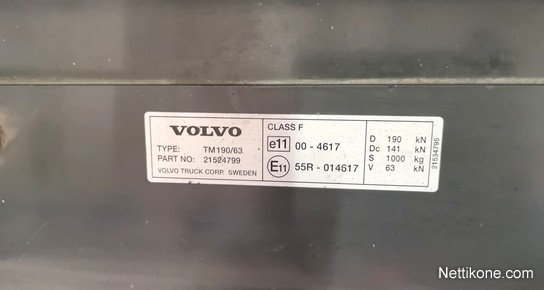 VOLVO
TYPE: TM190/63
PART NO: 21524799
VOLVO TRUCK CORP. SWEDEN
CLASS F
e11 00 - 4617
E11 55R - 014617
D 190 kN
Dc 141 kN
S 1000 kg
V 63 kN
21534795
Nettikone.com